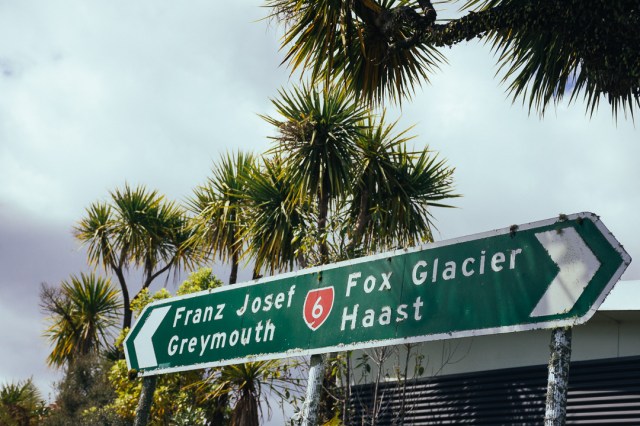 Franz Josef
Greymouth
6
Fox Glacier
Haast